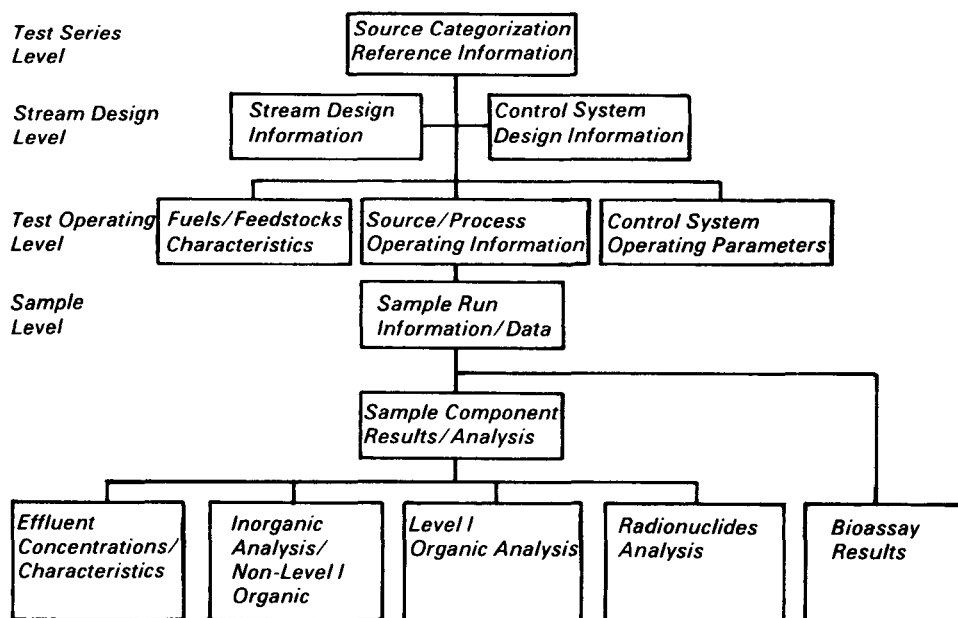 Test Series
Level
Source Categorization
Reference Information
Stream Design
Level
Stream Design
Information
Control System
Design Information
Test Operating
Level
Fuels/Feedstocks
Characteristics
Source/Process
Operating Information
Control System
Operating Parameters
Sample
Level
Sample Run
Information/Data
Sample Component
Results/Analysis
Effluent
Concentrations/
Characteristics
Inorganic
Analysis/
Non-Level I
Organic
Level I
Organic Analysis
Radionuclides
Analysis
Bioassay
Results